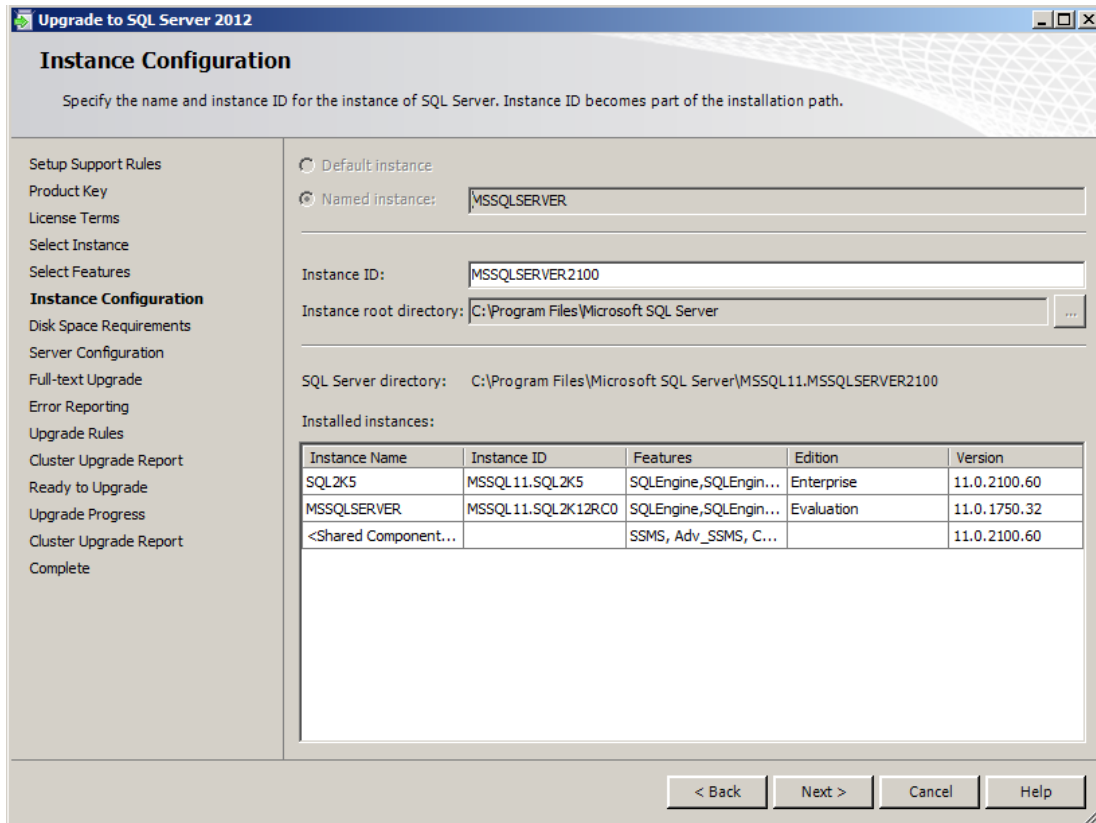 Upgrade to SQL Server 2012
Instance Configuration
Specify the name and instance ID for the instance of SQL Server. Instance ID becomes part of the installation path.
Setup Support Rules
Product Key
License Terms
Select Instance
Select Features
Instance Configuration
Disk Space Requirements
Server Configuration
Full-text Upgrade
Error Reporting
Upgrade Rules
Cluster Upgrade Report
Ready to Upgrade
Upgrade Progress
Cluster Upgrade Report
Complete
Default instance
Named instance: MSSQLSERVER
Instance ID: MSSQLSERVER2100
Instance root directory: C:\Program Files\Microsoft SQL Server ...
SQL Server directory: C:\Program Files\Microsoft SQL Server\MSSQL11.MSSQLSERVER2100
Installed instances:
Instance Name Instance ID Features Edition Version
SQL2K5 MSSQL11.SQL2K5 SQLEngine,SQLEngin... Enterprise 11.0.2100.60
MSSQLSERVER MSSQL11.SQL2K12RC0 SQLEngine,SQLEngin... Evaluation 11.0.1750.32
<Shared Component... SSMS, Adv_SSMS, C... 11.0.2100.60
< Back Next > Cancel Help